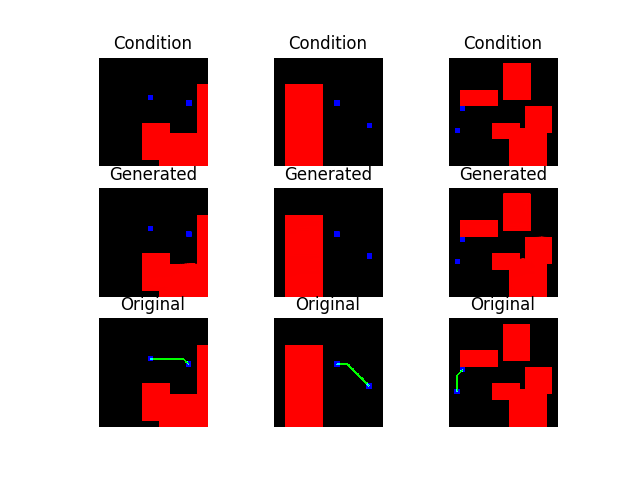 Condition Condition Condition
Generated Generated Generated
Original Original Original